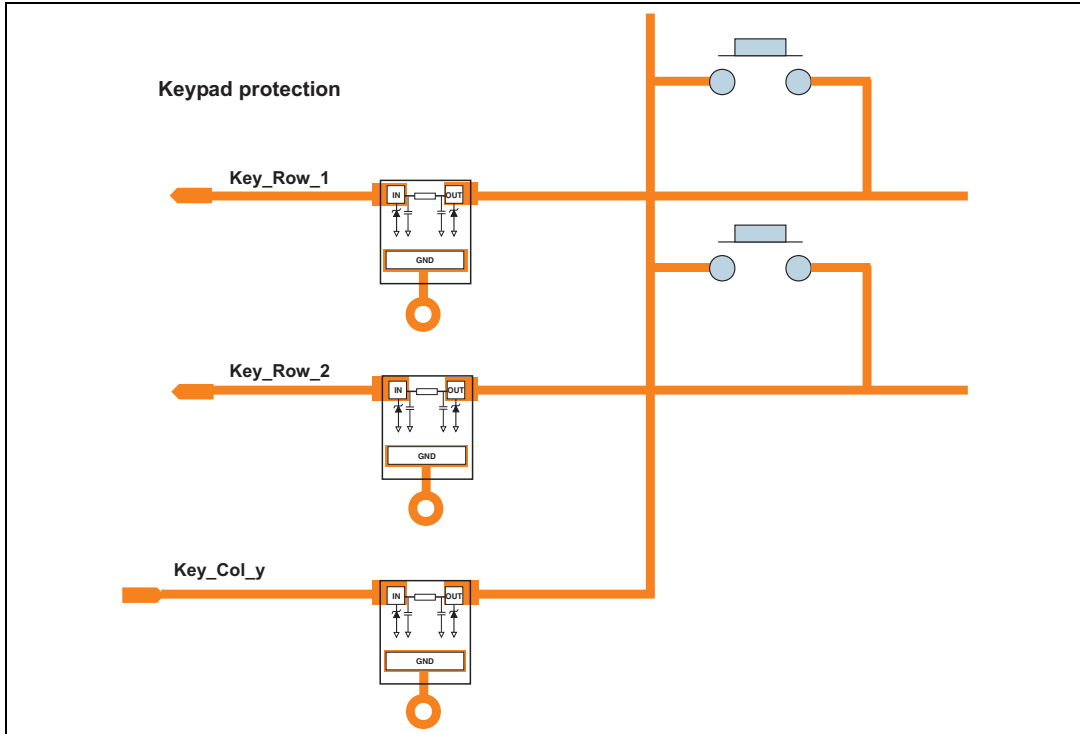 Keypad protection
Key_Row_1
IN
OUT
GND
Key_Row_2
IN
OUT
GND
Key_Col_y
IN
OUT
GND